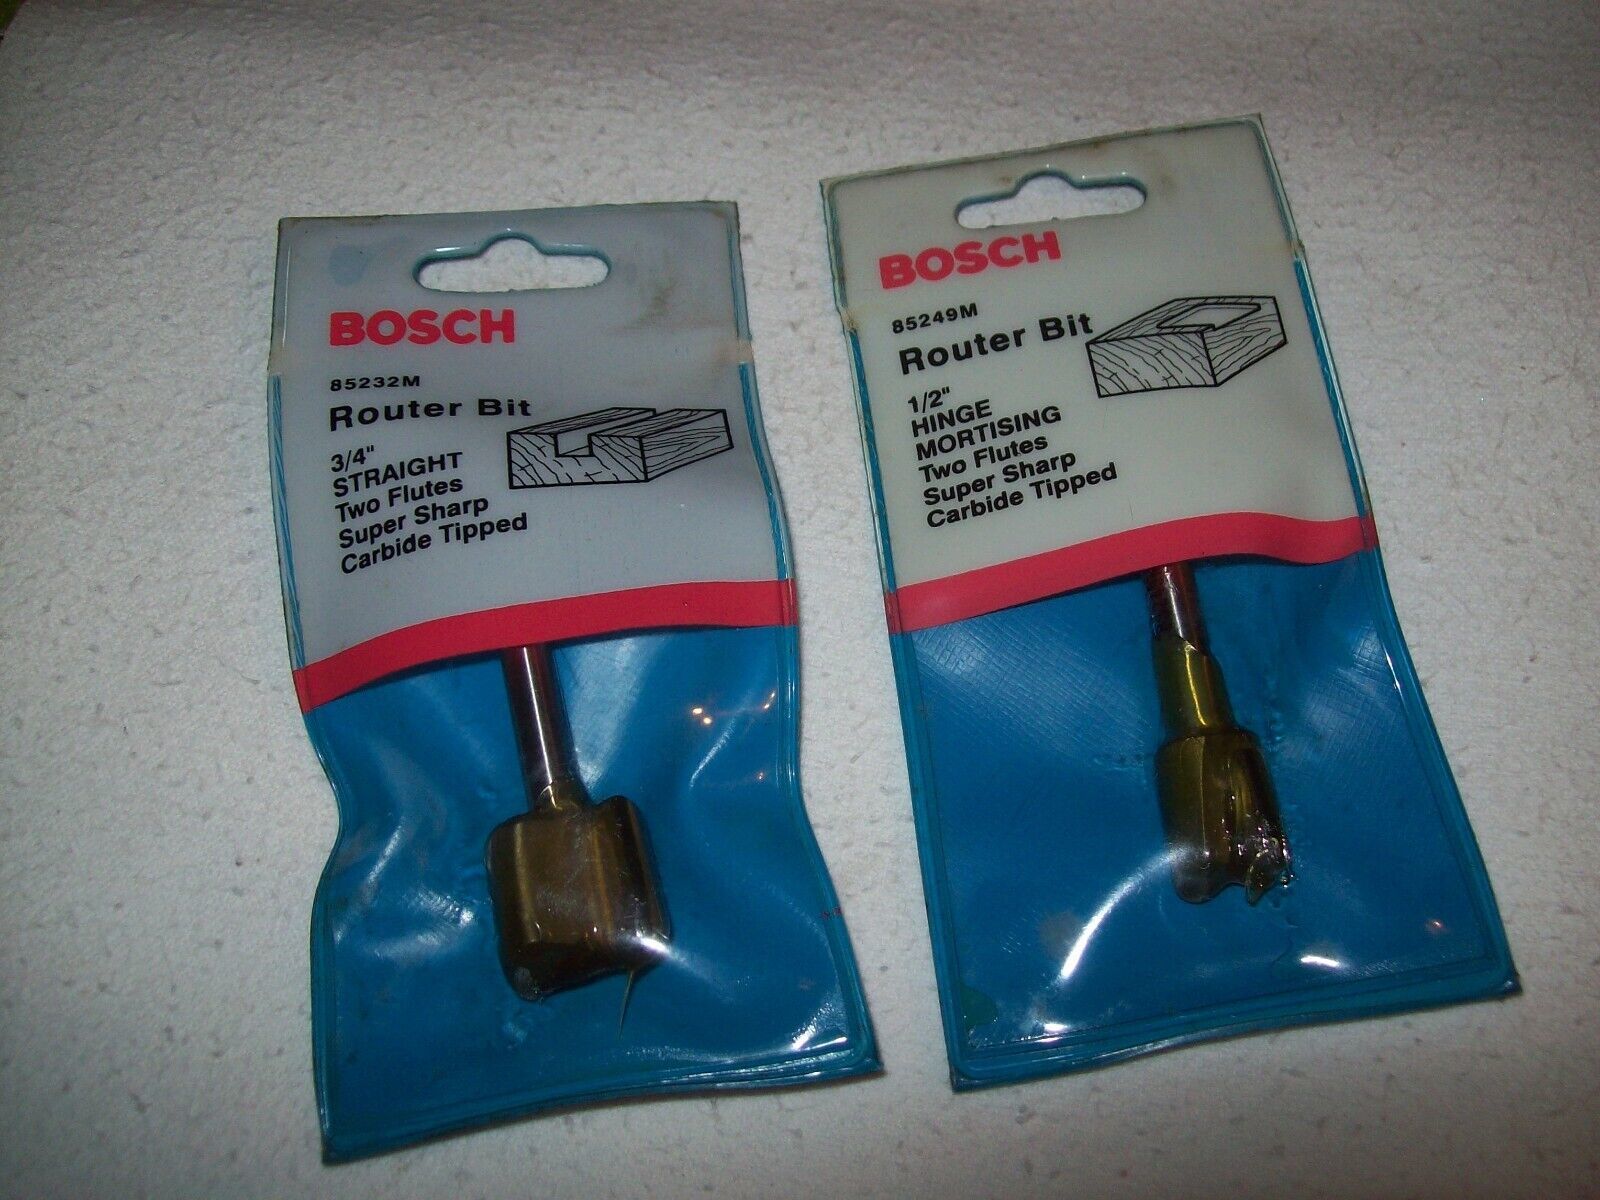 BOSCH
85232M
Router Bit
3/4"
STRAIGHT
Two Flutes
Super Sharp
Carbide Tipped
BOSCH
85249M
Router Bit
1/2"
HINGE
MORTISING
Two Flutes
Super Sharp
Carbide Tipped